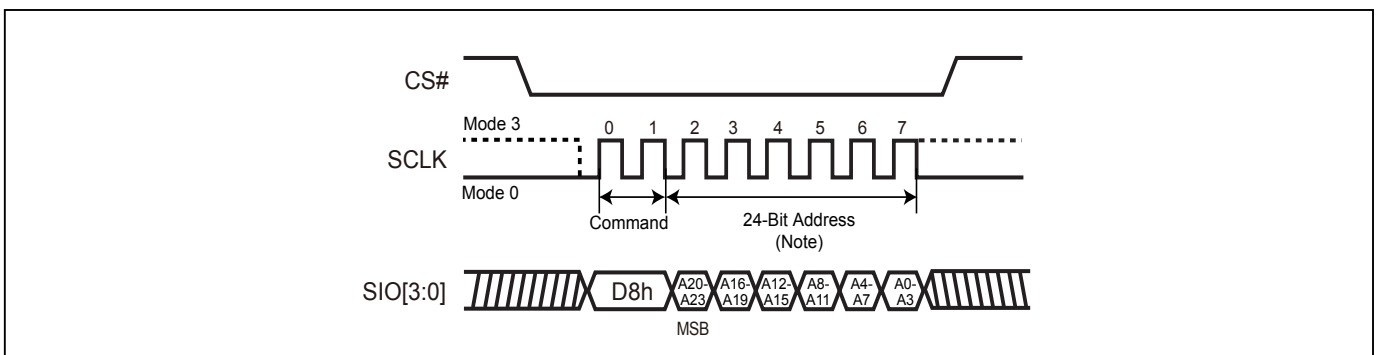 CS#
Mode 3
0 1 2 3 4 5 6 7
SCLK
Mode 0
Command
24-Bit Address
(Note)
SIO[3:0]
D8h
A20-
A23
A16-
A19
A12-
A15
A8-
A11
A4-
A7
A0-
A3
MSB